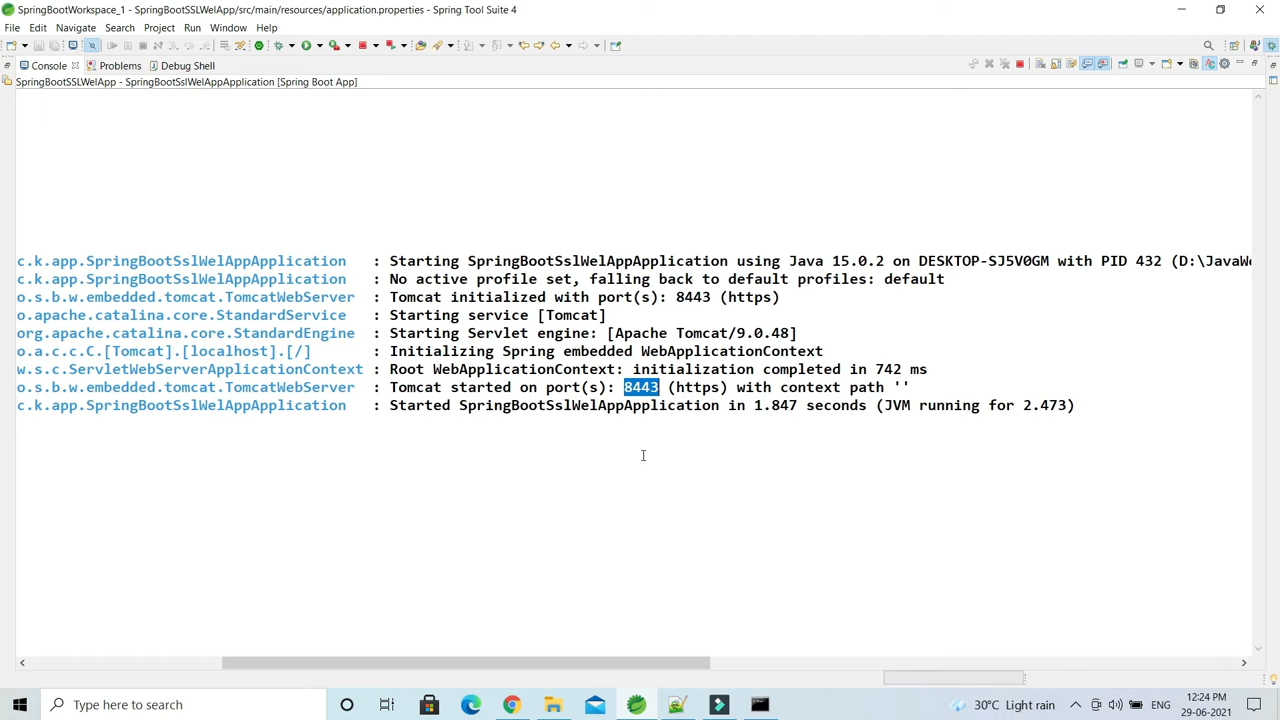 SpringBootWorkspace_1 - SpringBootSSLWelApp/src/main/resources/application.properties - Spring Tool Suite 4
File Edit Navigate Search Project Run Window Help
Console Problems Debug Shell
SpringBootSSLWelApp - SpringBootSslWelAppApplication [Spring Boot App]
c.k.app.SpringBootSslWelAppApplication : Starting SpringBootSslWelAppApplication using Java 15.0.2 on DESKTOP-SJ5V0GM with PID 432 (D:\JavaWe
c.k.app.SpringBootSslWelAppApplication : No active profile set, falling back to default profiles: default
o.s.b.w.embedded.tomcat.TomcatWebServer : Tomcat initialized with port(s): 8443 (https)
o.apache.catalina.core.StandardService : Starting service [Tomcat]
org.apache.catalina.core.StandardEngine : Starting Servlet engine: [Apache Tomcat/9.0.48]
o.a.c.c.C.[Tomcat].[localhost].[/] : Initializing Spring embedded WebApplicationContext
w.s.c.ServletWebServerApplicationContext : Root WebApplicationContext: initialization completed in 742 ms
o.s.b.w.embedded.tomcat.TomcatWebServer : Tomcat started on port(s): 8443 (https) with context path ''
c.k.app.SpringBootSslWelAppApplication : Started SpringBootSslWelAppApplication in 1.847 seconds (JVM running for 2.473)
Type here to search
30°C Light rain
ENG
12:24 PM
29-06-2021